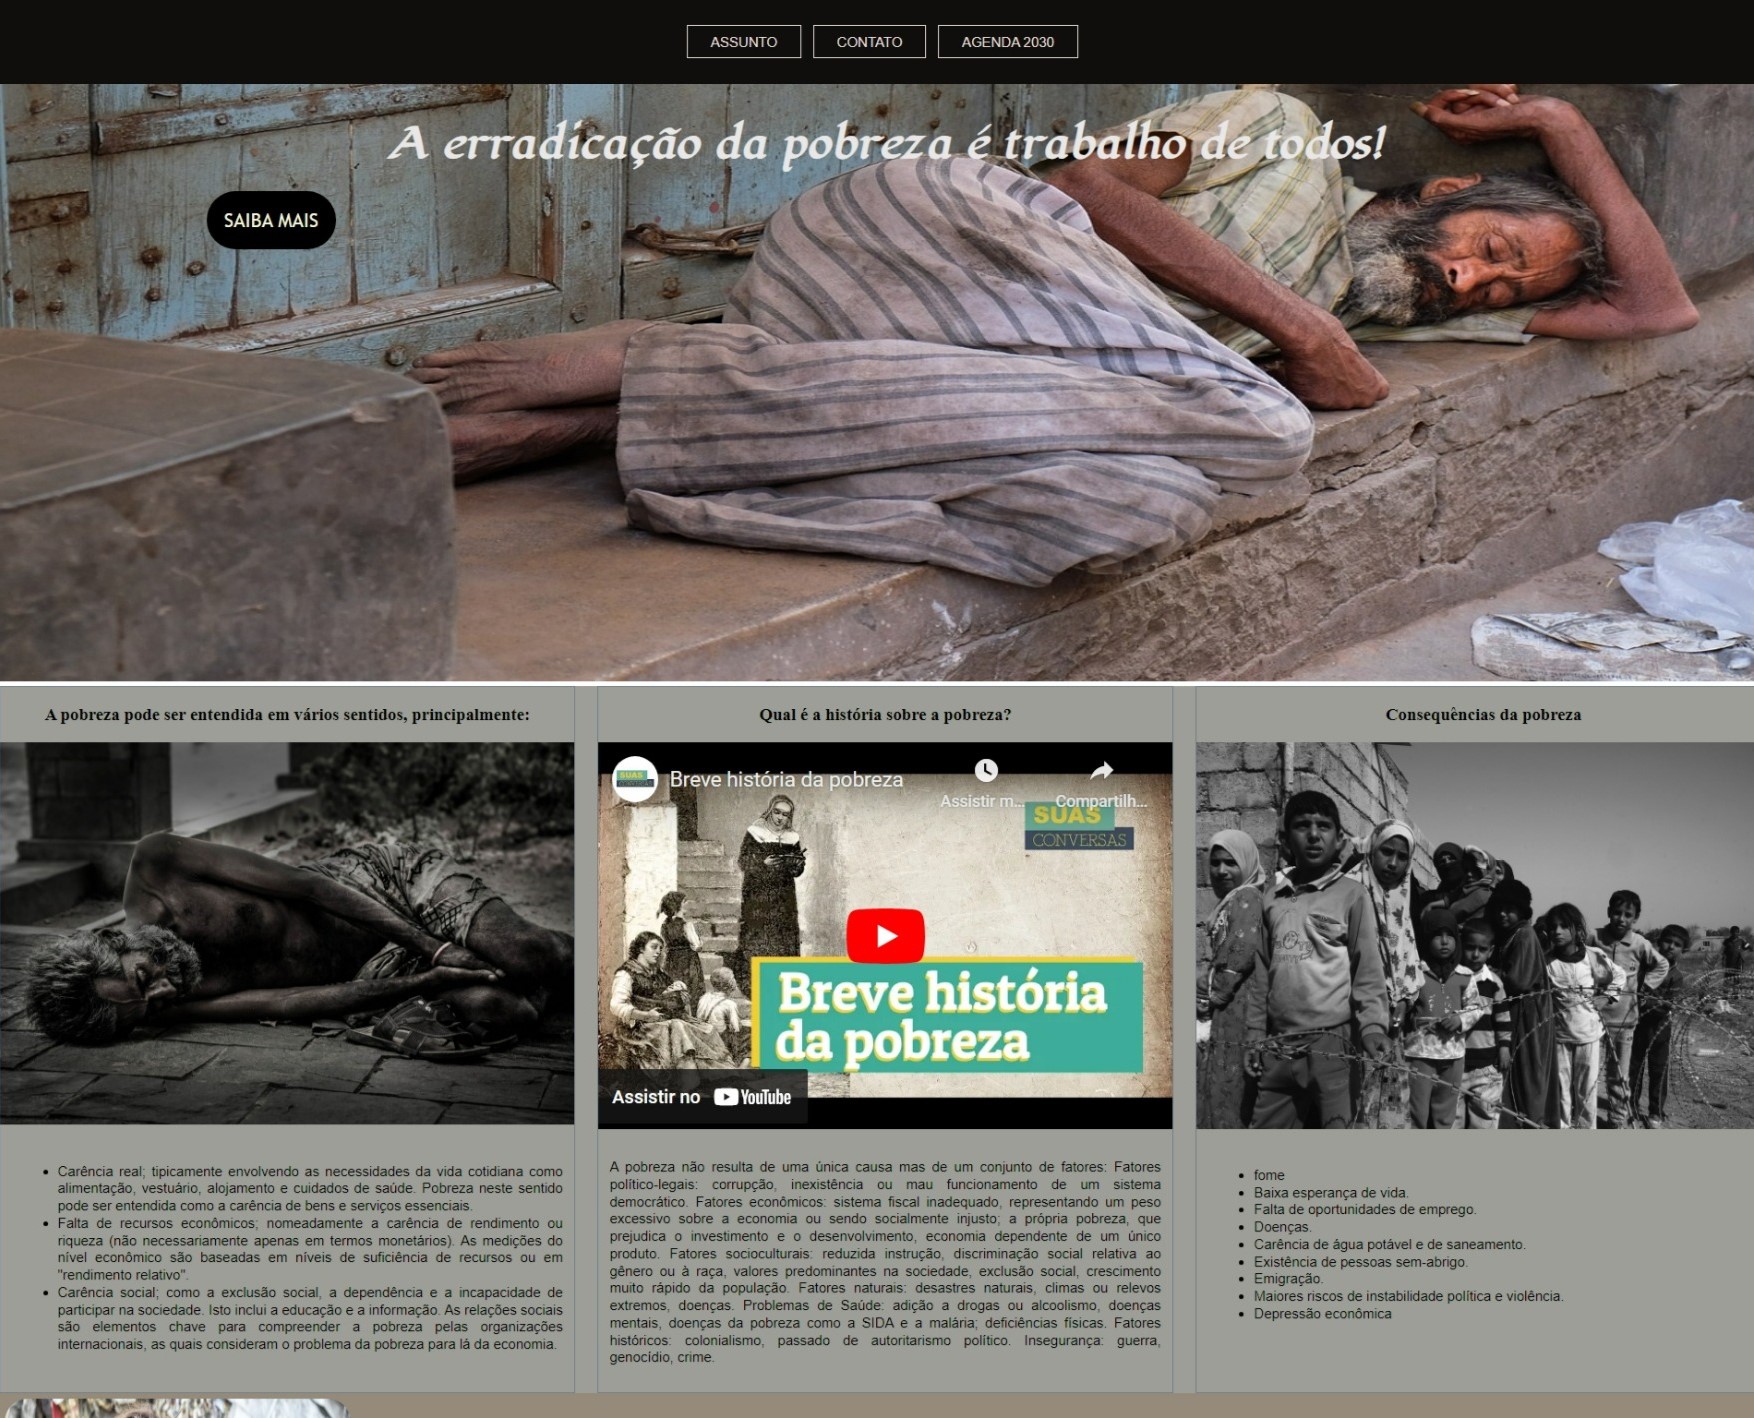 ASSUNTO
CONTATO
AGENDA 2030
A erradicação da pobreza é trabalho de todos!
SAIBA MAIS
A pobreza pode ser entendida em vários sentidos, principalmente:
Carência real; tipicamente envolvendo as necessidades da vida cotidiana como
alimentação, vestuário, alojamento e cuidados de saúde. Pobreza neste sentido
pode ser entendida como a carência de bens e serviços essenciais.
Falta de recursos econômicos; nomeadamente a carência de rendimento ou
riqueza (não necessariamente apenas em termos monetários). As medições do
nível econômico são baseadas em níveis de suficiência de recursos ou em
"rendimento relativo".
Carência social; como a exclusão social, a dependência e a incapacidade de
participar na sociedade. Isto inclui a educação e a informação. As relações sociais
são elementos chave para compreender a pobreza pelas organizações
internacionais, as quais consideram o problema da pobreza para lá da economia.
Qual é a história sobre a pobreza?
SUAS
CONVERSAS
Breve história da pobreza
Assistir m...
Compartilh...
SUAS
CONVERSAS
Breve história
da pobreza
Assistir no YouTube
A pobreza não resulta de uma única causa mas de um conjunto de fatores: Fatores
político-legais: corrupção, inexistência ou mau funcionamento de um sistema
democrático. Fatores econômicos: sistema fiscal inadequado, representando um peso
excessivo sobre a economia ou sendo socialmente injusto; a própria pobreza, que
prejudica o investimento e o desenvolvimento, economia dependente de um único
produto. Fatores socioculturais: reduzida instrução, discriminação social relativa ao
gênero ou à raça, valores predominantes na sociedade, exclusão social, crescimento
muito rápido da população. Fatores naturais: desastres naturais, climas ou relevos
extremos, doenças. Problemas de Saúde: adição a drogas ou alcoolismo, doenças
mentais, doenças da pobreza como a SIDA e a malária; deficiências físicas. Fatores
históricos: colonialismo, passado de autoritarismo político. Insegurança: guerra,
genocídio, crime.
Consequências da pobreza
fome
Baixa esperança de vida.
Falta de oportunidades de emprego.
Doenças.
Carência de água potável e de saneamento.
Existência de pessoas sem-abrigo.
Emigração.
Maiores riscos de instabilidade política e violência.
Depressão econômica